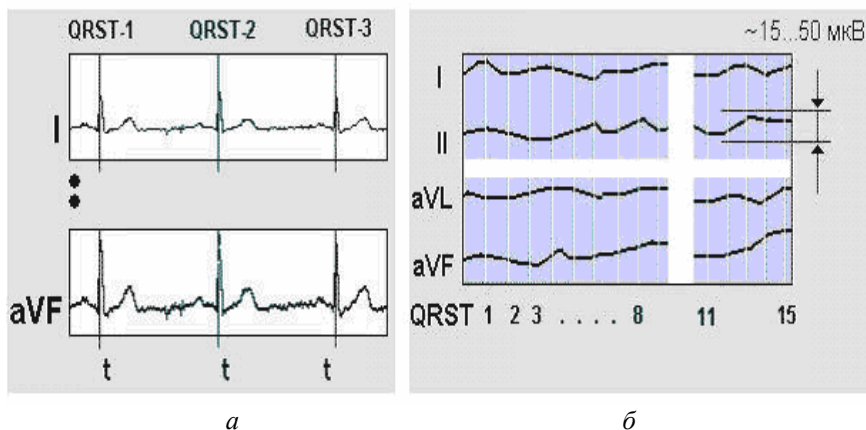 QRST-1 QRST-2 QRST-3
I
aVF
t t t
а
~15...50 мкВ
I
II
aVL
aVF
QRST 1 2 3 . . . . 8 11 15
б